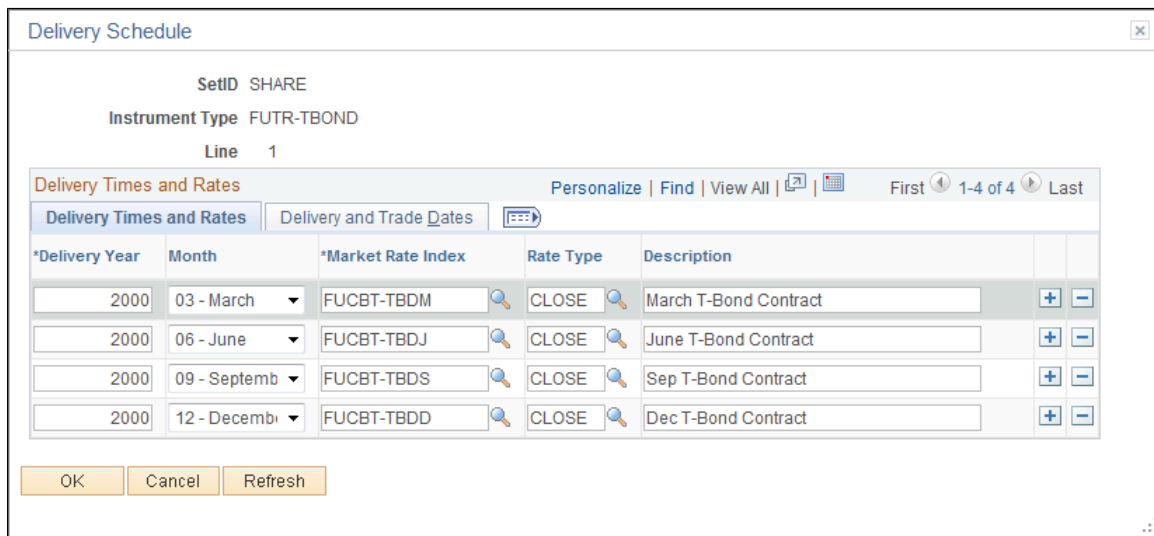 Delivery Schedule
SetID SHARE
Instrument Type FUTR-TBOND
Line 1
Delivery Times and Rates Personalize | Find | View All | | First 1-4 of 4 Last
Delivery Times and Rates Delivery and Trade Dates
*Delivery Year Month *Market Rate Index Rate Type Description
2000 03 - March FUCBT-TBDM CLOSE March T-Bond Contract
2000 06 - June FUCBT-TBDJ CLOSE June T-Bond Contract
2000 09 - Septemb FUCBT-TBDS CLOSE Sep T-Bond Contract
2000 12 - Decemb FUCBT-TBDD CLOSE Dec T-Bond Contract
OK Cancel Refresh